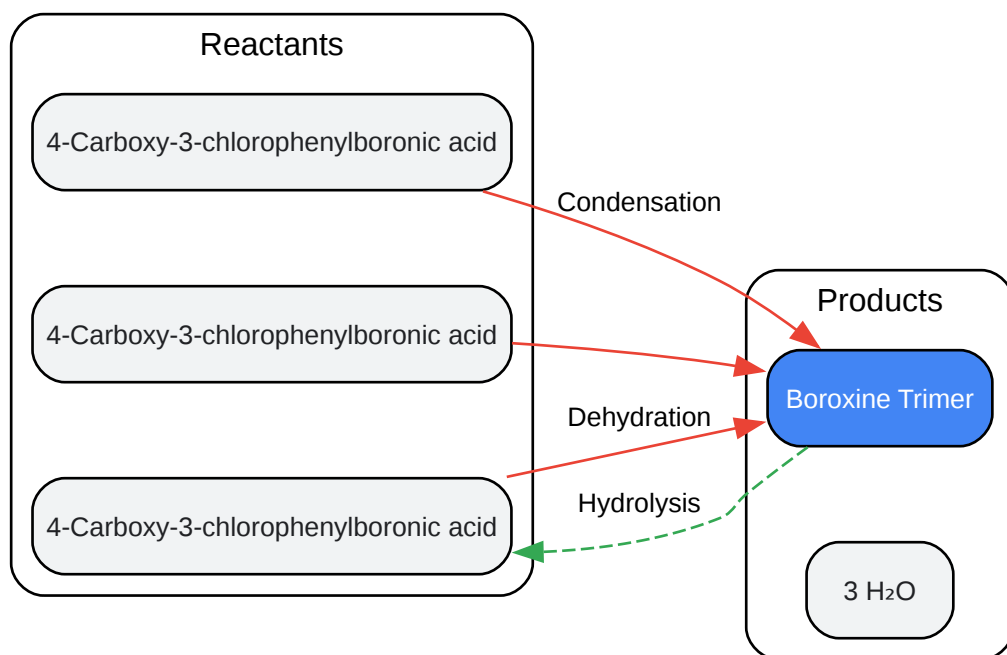 Reactants
4-Carboxy-3-chlorophenylboronic acid
Condensation
Products
4-Carboxy-3-chlorophenylboronic acid
Boroxine Trimer
Dehydration
Hydrolysis
4-Carboxy-3-chlorophenylboronic acid
3 H₂O